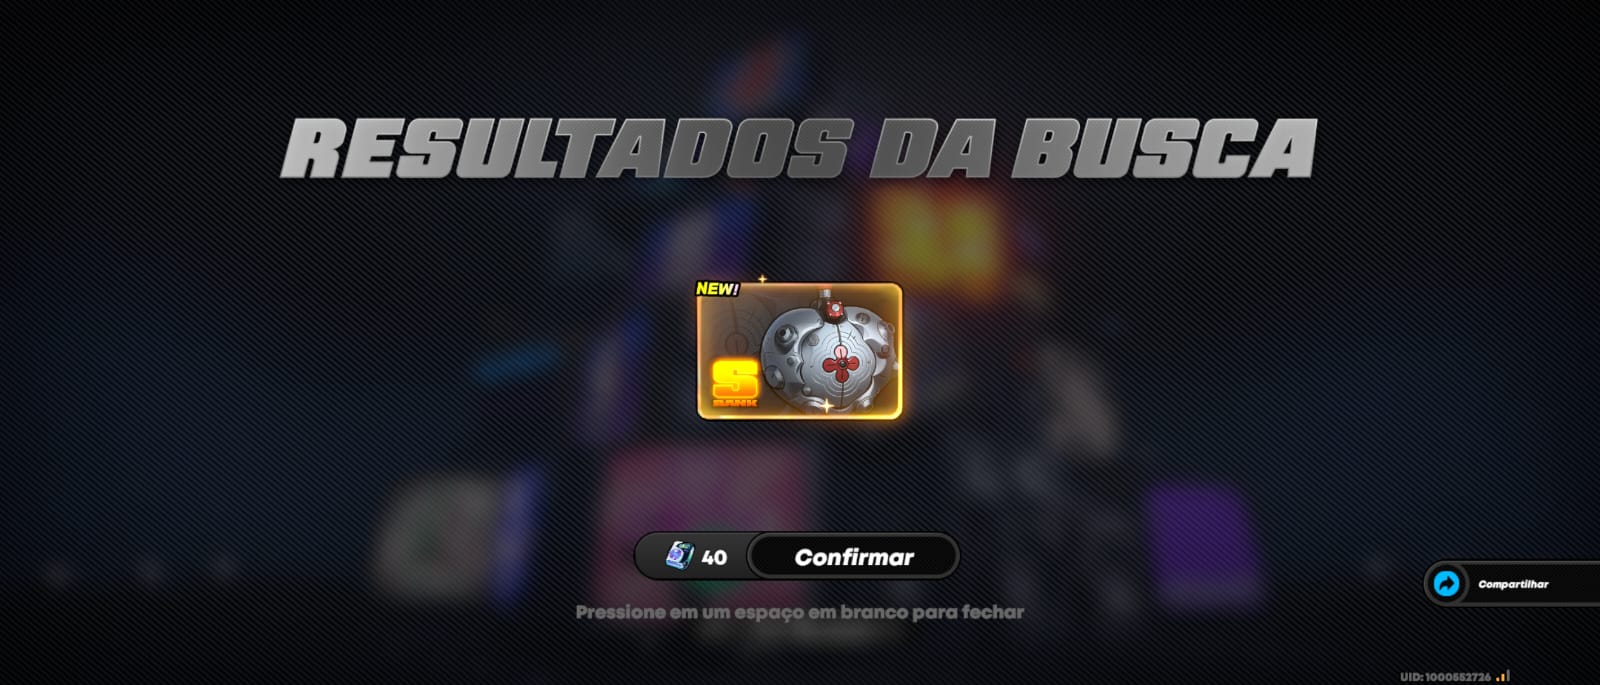 RESULTADOS DA BUSCA
NEW!
S
RANK
40
Confirmar
Pressione em um espaço em branco para fechar
Compartilhar
UID: 1000552726